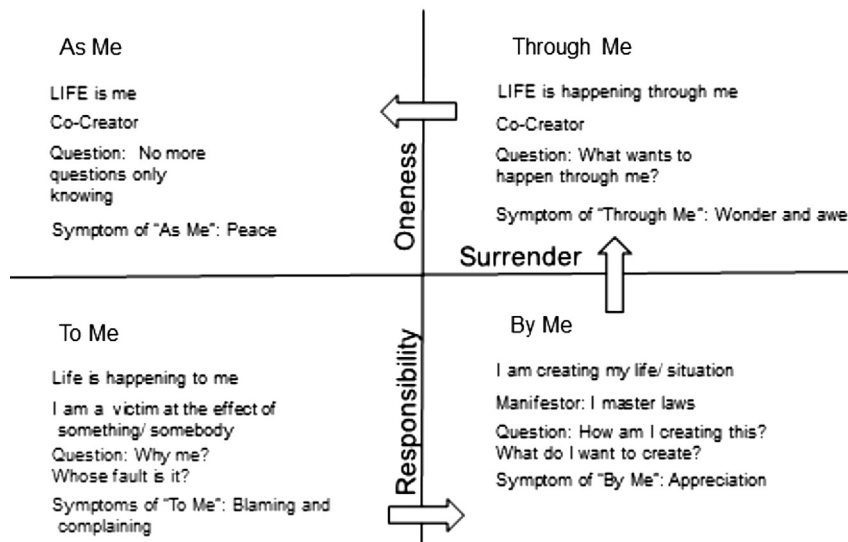 As Me
LIFE is me
Co-Creator
Question: No more
questions only
knowing
Symptom of "As Me": Peace
Oneness
Through Me
LIFE is happening through me
Co-Creator
Question: What wants to
happen through me?
Symptom of "Through Me": Wonder and awe
Surrender
To Me
Life is happening to me
I am a victim at the effect of
something/ somebody
Question: Why me?
Whose fault is it?
Symptoms of "To Me": Blaming and
complaining
Responsibility
By Me
I am creating my life/ situation
Manifestor: I master laws
Question: How am I creating this?
What do I want to create?
Symptom of "By Me": Appreciation